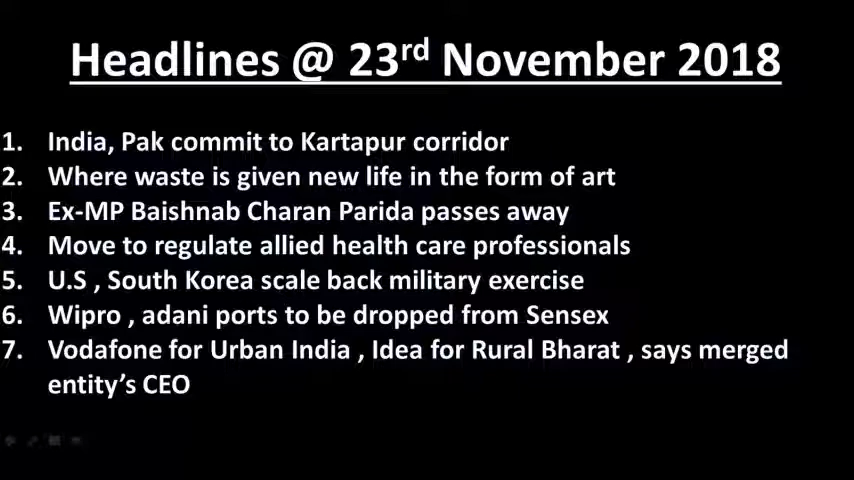 Headlines @ 23rd November 2018
1. India, Pak commit to Kartapur corridor
2. Where waste is given new life in the form of art
3. Ex-MP Baishnab Charan Parida passes away
4. Move to regulate allied health care professionals
5. U.S , South Korea scale back military exercise
6. Wipro , adani ports to be dropped from Sensex
7. Vodafone for Urban India , Idea for Rural Bharat , says merged
entity's CEO